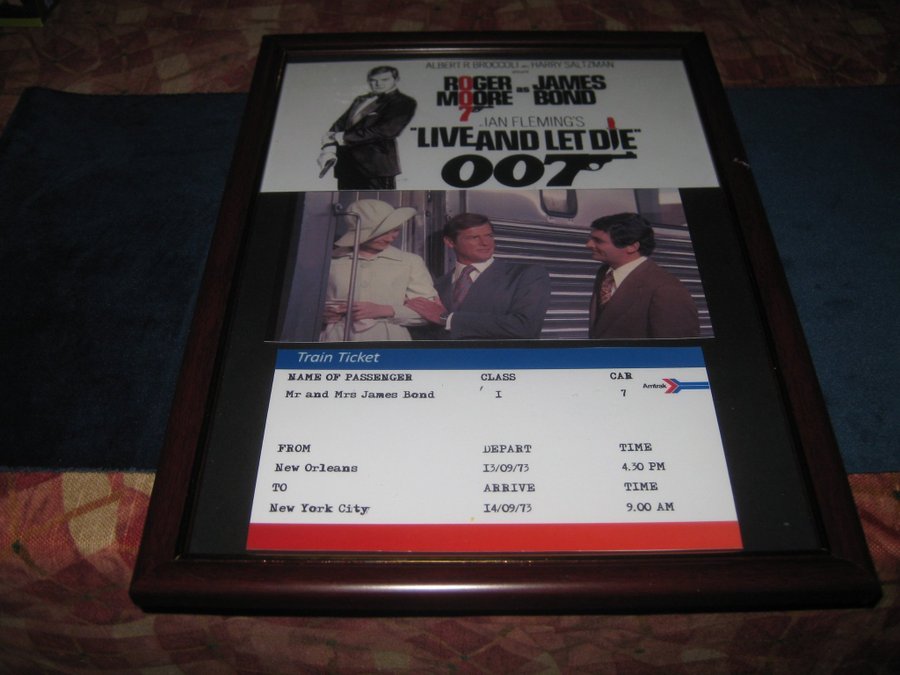 ALBERT R. BROCCOLI AND HARRY SALTZMAN
ROGER MOORE as JAMES BOND
007
IAN FLEMING'S
"LIVE AND LET DIE"
007
Train Ticket
NAME OF PASSENGER CLASS CAR
Mr and Mrs James Bond I 7
Amtrak
FROM DEPART TIME
New Orleans 13/09/73 4.30 PM
TO ARRIVE TIME
New York City 14/09/73 9.00 AM